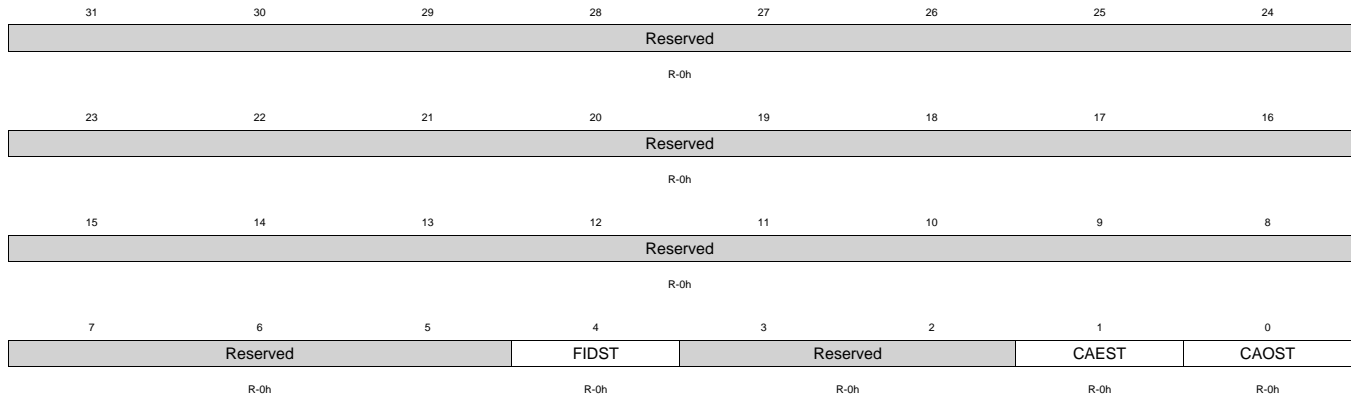 31 30 29 28 27 26 25 24
Reserved
R-0h
23 22 21 20 19 18 17 16
Reserved
R-0h
15 14 13 12 11 10 9 8
Reserved
R-0h
7 6 5 4 3 2 1 0
Reserved FIDST Reserved CAEST CAOST
R-0h R-0h R-0h R-0h R-0h